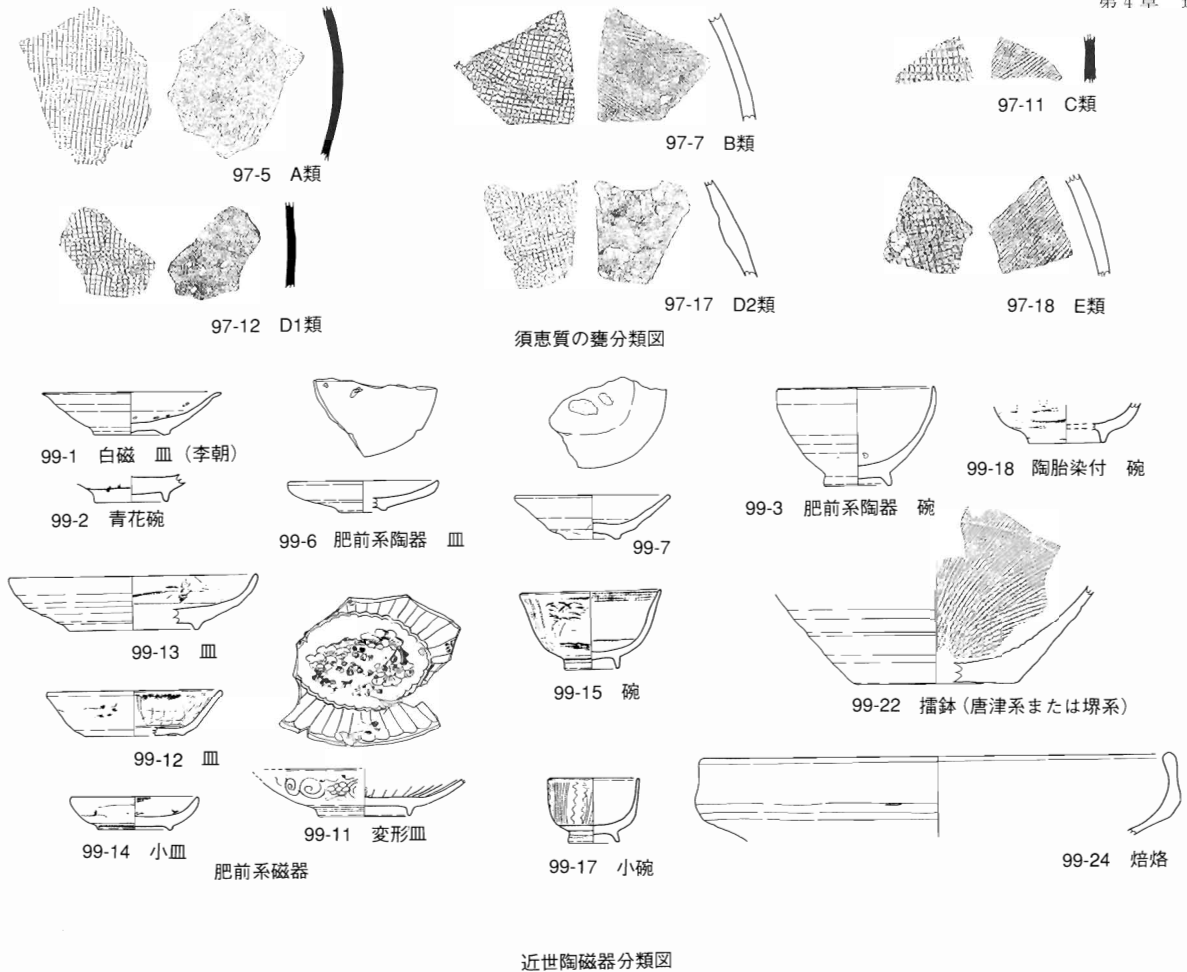 第4章
97-5 A類
97-7 B類
97-11 C類
97-12 D1類
97-17 D2類
97-18 E類
須恵質の甕分類図
99-1 白磁 皿(李朝)
99-2 青花碗
99-6 肥前系陶器 皿
99-7
99-3 肥前系陶器 碗
99-18 陶胎染付 碗
99-13 皿
99-15 碗
99-22 擂鉢(唐津系または堺系)
99-12 皿
99-14 小皿
99-11 変形皿
99-17 小碗
99-24 焙烙
肥前系磁器
近世陶磁器分類図